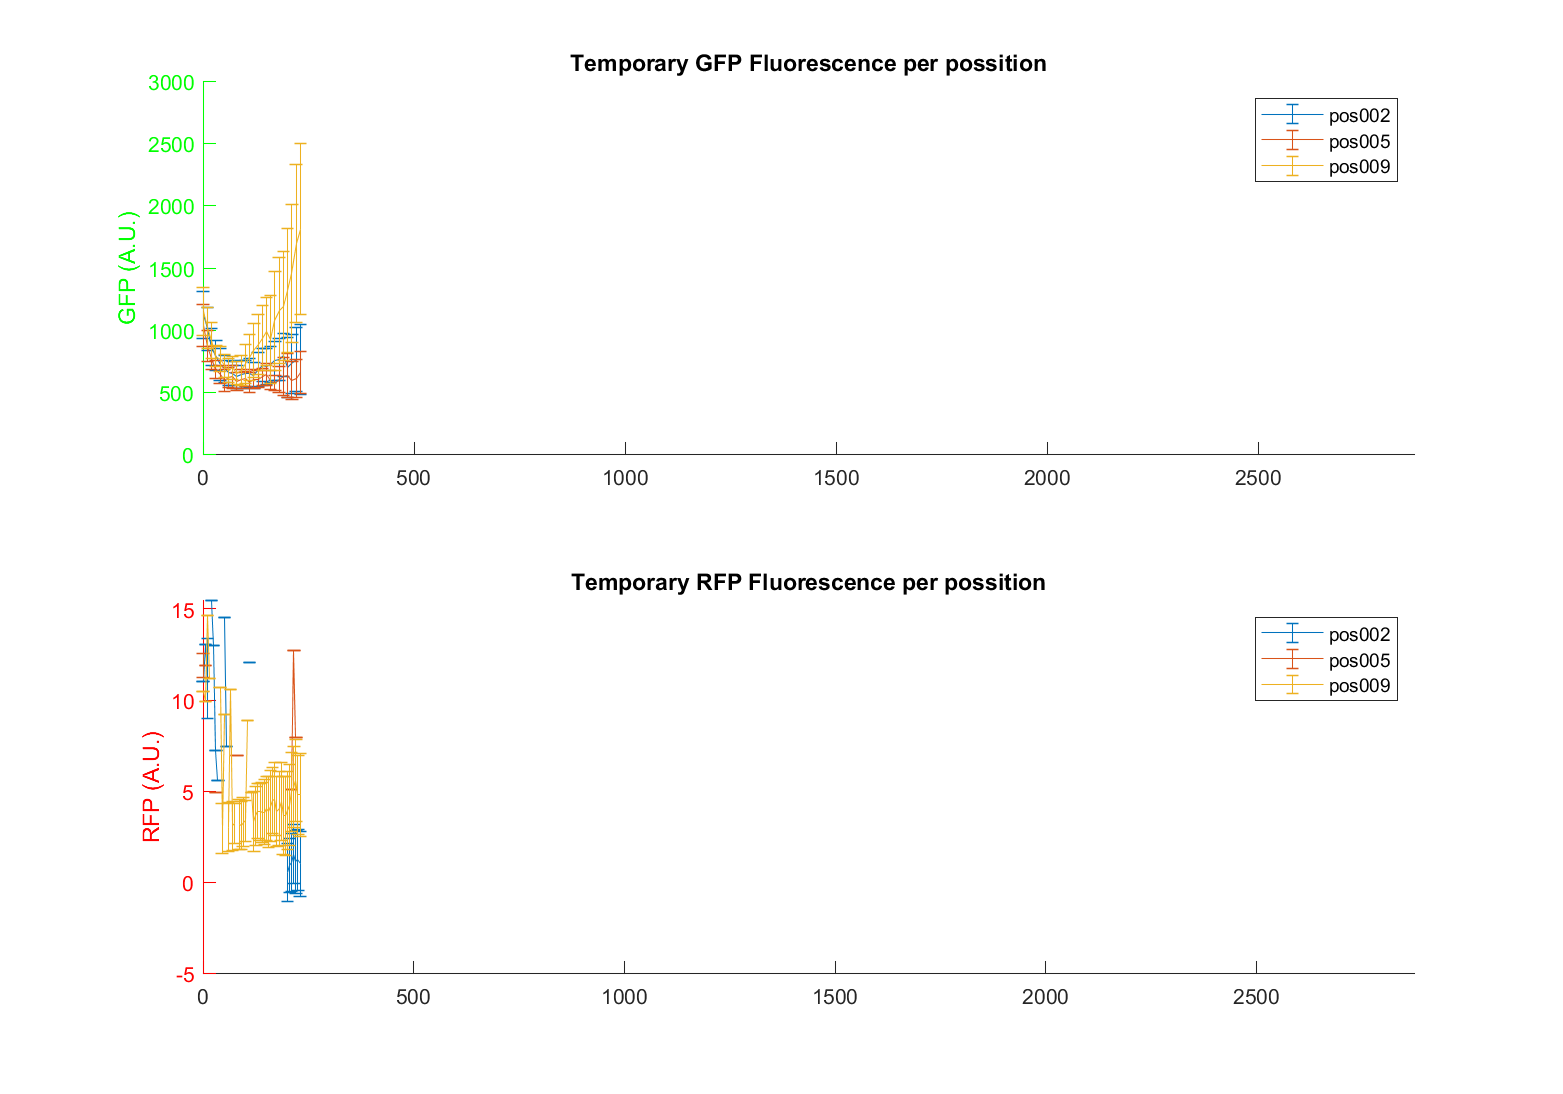 Temporary GFP Fluorescence per possition
3000
2500
2000
1500
1000
500
0
GFP (A.U.)
pos002
pos005
pos009
0 500 1000 1500 2000 2500
Temporary RFP Fluorescence per possition
15
10
5
0
-5
RFP (A.U.)
pos002
pos005
pos009
0 500 1000 1500 2000 2500